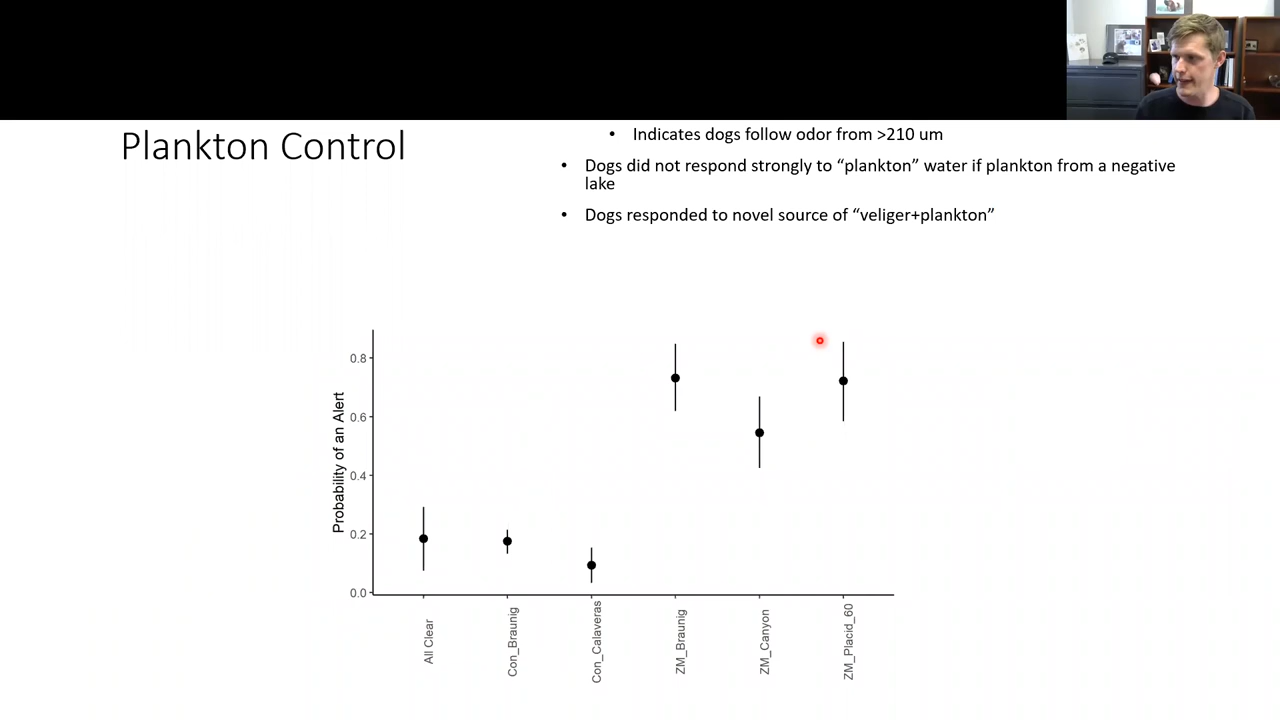 Plankton Control
• Indicates dogs follow odor from >210 um
• Dogs did not respond strongly to “plankton” water if plankton from a negative
lake
• Dogs responded to novel source of “veliger+plankton”
Probability of an Alert
0.8
0.6
0.4
0.2
0.0
All Clear
Con_Braunig
Con_Calaveras
ZM_Braunig
ZM_Canyon
ZM_Placid_60